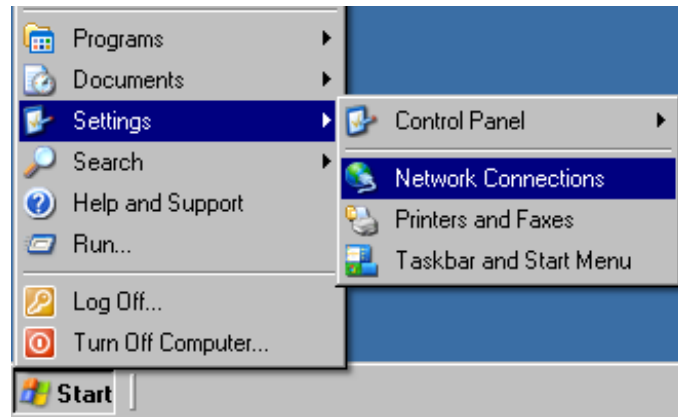 Programs
Documents
Settings
Search
Help and Support
Run...
Log Off...
Turn Off Computer...
Start
Control Panel
Network Connections
Printers and Faxes
Taskbar and Start Menu